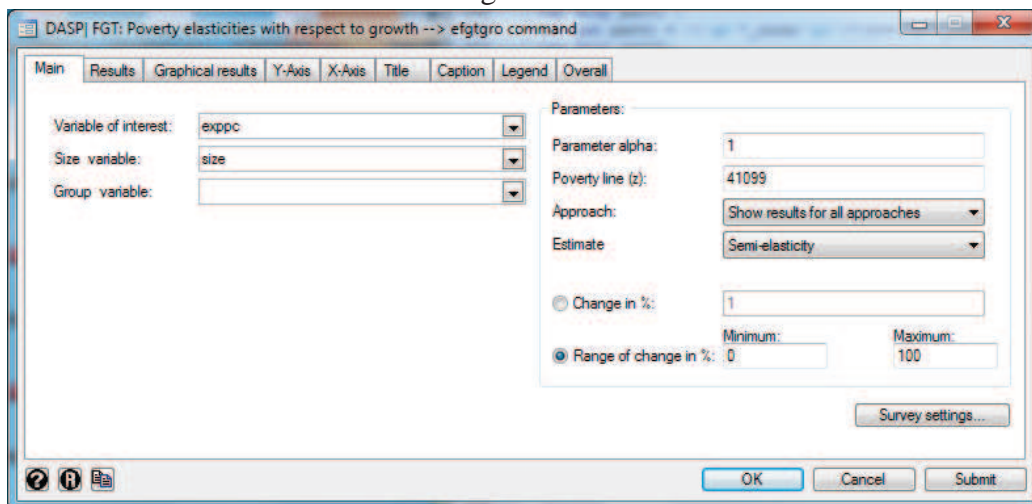 DASP| FGT: Poverty elasticities with respect to growth --> efgtgro command
Main Results Graphical results Y-Axis X-Axis Title Caption Legend Overall
Variable of interest: exppc
Size variable: size
Group variable:
Parameters:
Parameter alpha: 1
Poverty line (z): 41099
Approach: Show results for all approaches
Estimate Semi-elasticity
Change in %: 1
Minimum: Maximum:
Range of change in %: 0 100
Survey settings...
OK Cancel Submit